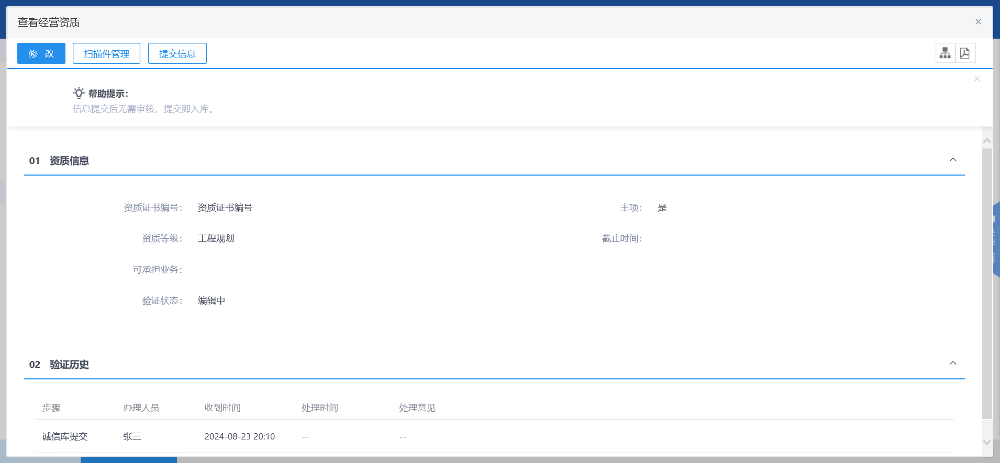 查看经营资质
修 改
扫描件管理
提交信息
帮助提示：
信息提交后无需审核，提交即入库。
01 资质信息
资质证书编号： 资质证书编号
主项： 是
资质等级： 工程规划
截止时间：
可承担业务：
验证状态： 编辑中
02 验证历史
步骤 办理人员 收到时间 处理时间 处理意见
诚信库提交 张三 2024-08-23 20:10 -- --